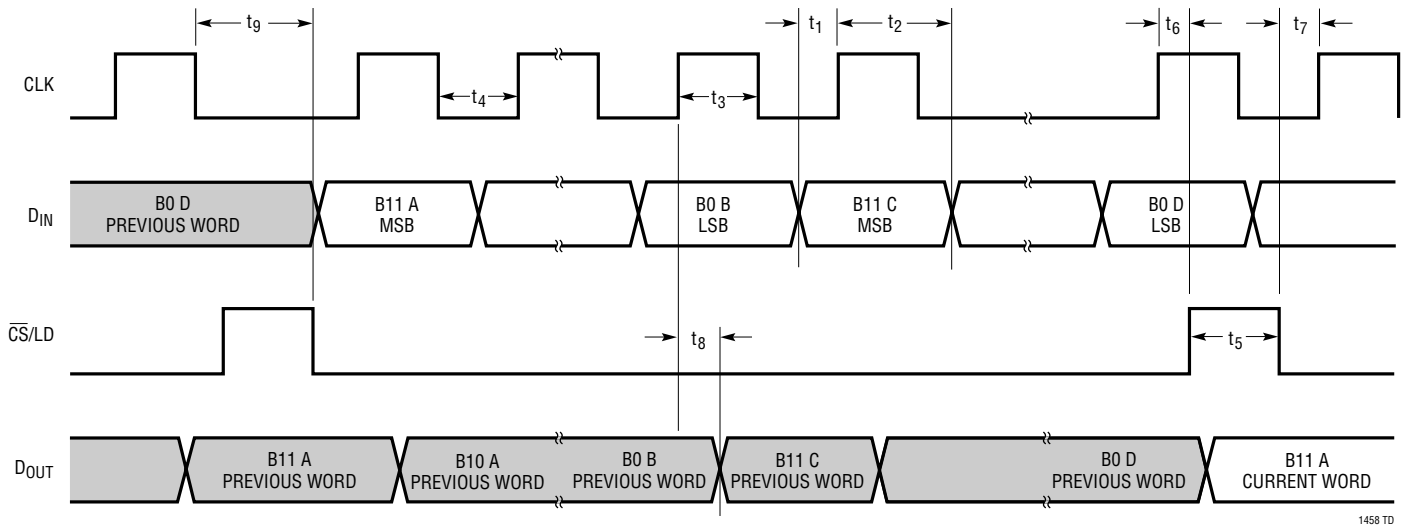 t9
t1
t2
t6
t7
CLK
t4
t3
DIN
B0 D
PREVIOUS WORD
B11 A
MSB
B0 B
LSB
B11 C
MSB
B0 D
LSB
CS/LD
t8
t5
DOUT
B11 A
PREVIOUS WORD
B10 A
PREVIOUS WORD
B0 B
PREVIOUS WORD
B11 C
PREVIOUS WORD
B0 D
PREVIOUS WORD
B11 A
CURRENT WORD
1458 TD